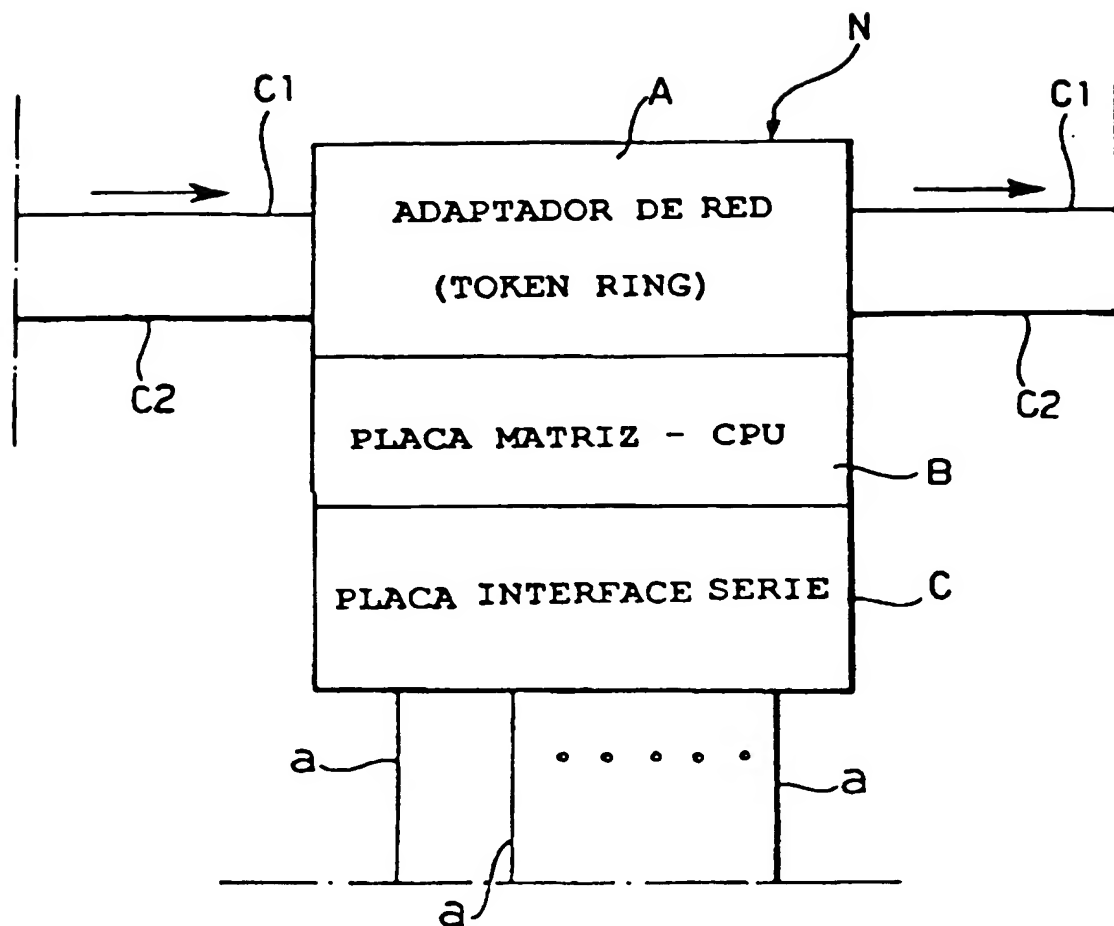 N
C1
A
C1
ADAPTADOR DE RED
(TOKEN RING)
C2
C2
PLACA MATRIZ - CPU
B
PLACA INTERFACE SERIE
C
a
a
a